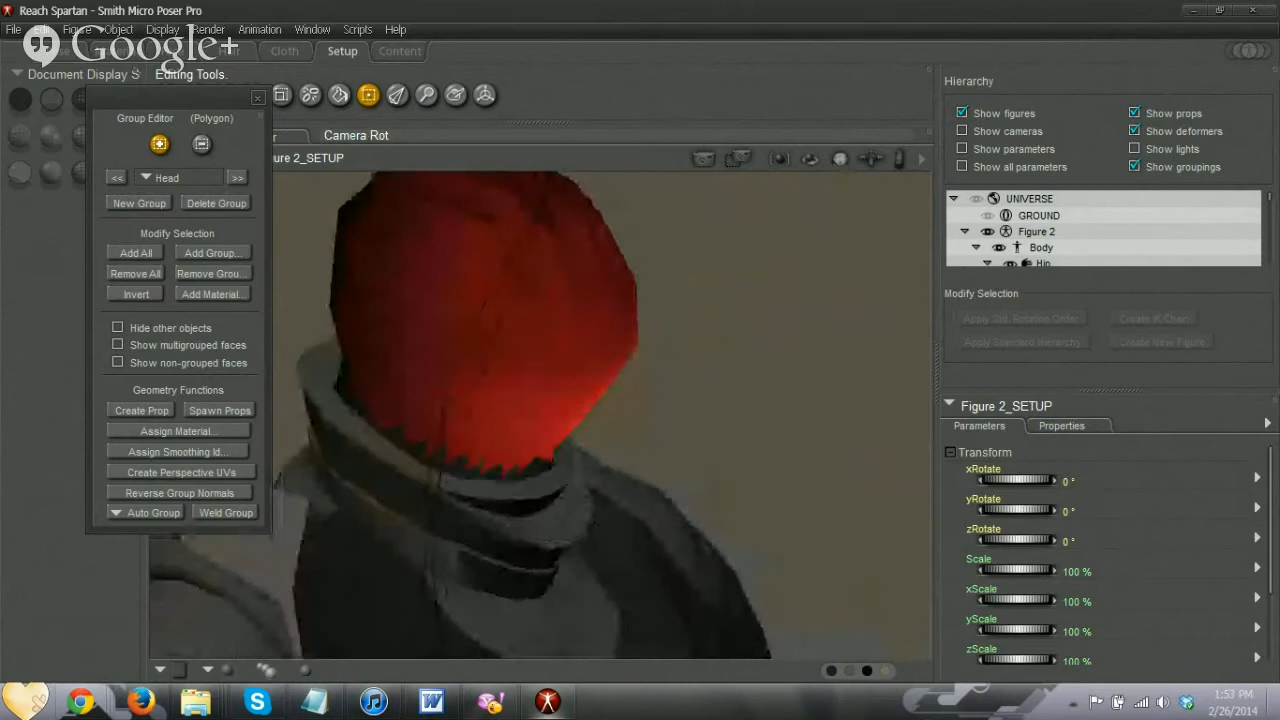 Reach Spartan - Smith Micro Poser Pro
File Edit Figure Object Display Render Animation Window Scripts Help
Google+
Cloth Setup Content
Document Display S Editing Tools.
Group Editor (Polygon)
<< Head >>
New Group Delete Group
Modify Selection
Add All Add Group...
Remove All Remove Grou...
Invert Add Material...
Hide other objects
Show multigrouped faces
Show non-grouped faces
Geometry Functions
Create Prop Spawn Props
Assign Material...
Assign Smoothing Id...
Create Perspective UVs
Reverse Group Normals
Auto Group Weld Group
Camera Rot
ure 2_SETUP
Hierarchy
Show figures Show props
Show cameras Show deformers
Show parameters Show lights
Show all parameters Show groupings
UNIVERSE
GROUND
Figure 2
Body
Hip
Modify Selection
Apply Std. Rotation Order Create IK Chain
Apply Standard Hierarchy Create New Figure
Figure 2_SETUP
Parameters Properties
Transform
xRotate
0 °
yRotate
0 °
zRotate
0 °
Scale
100 %
xScale
100 %
yScale
100 %
zScale
100 %
1:53 PM
2/26/2014